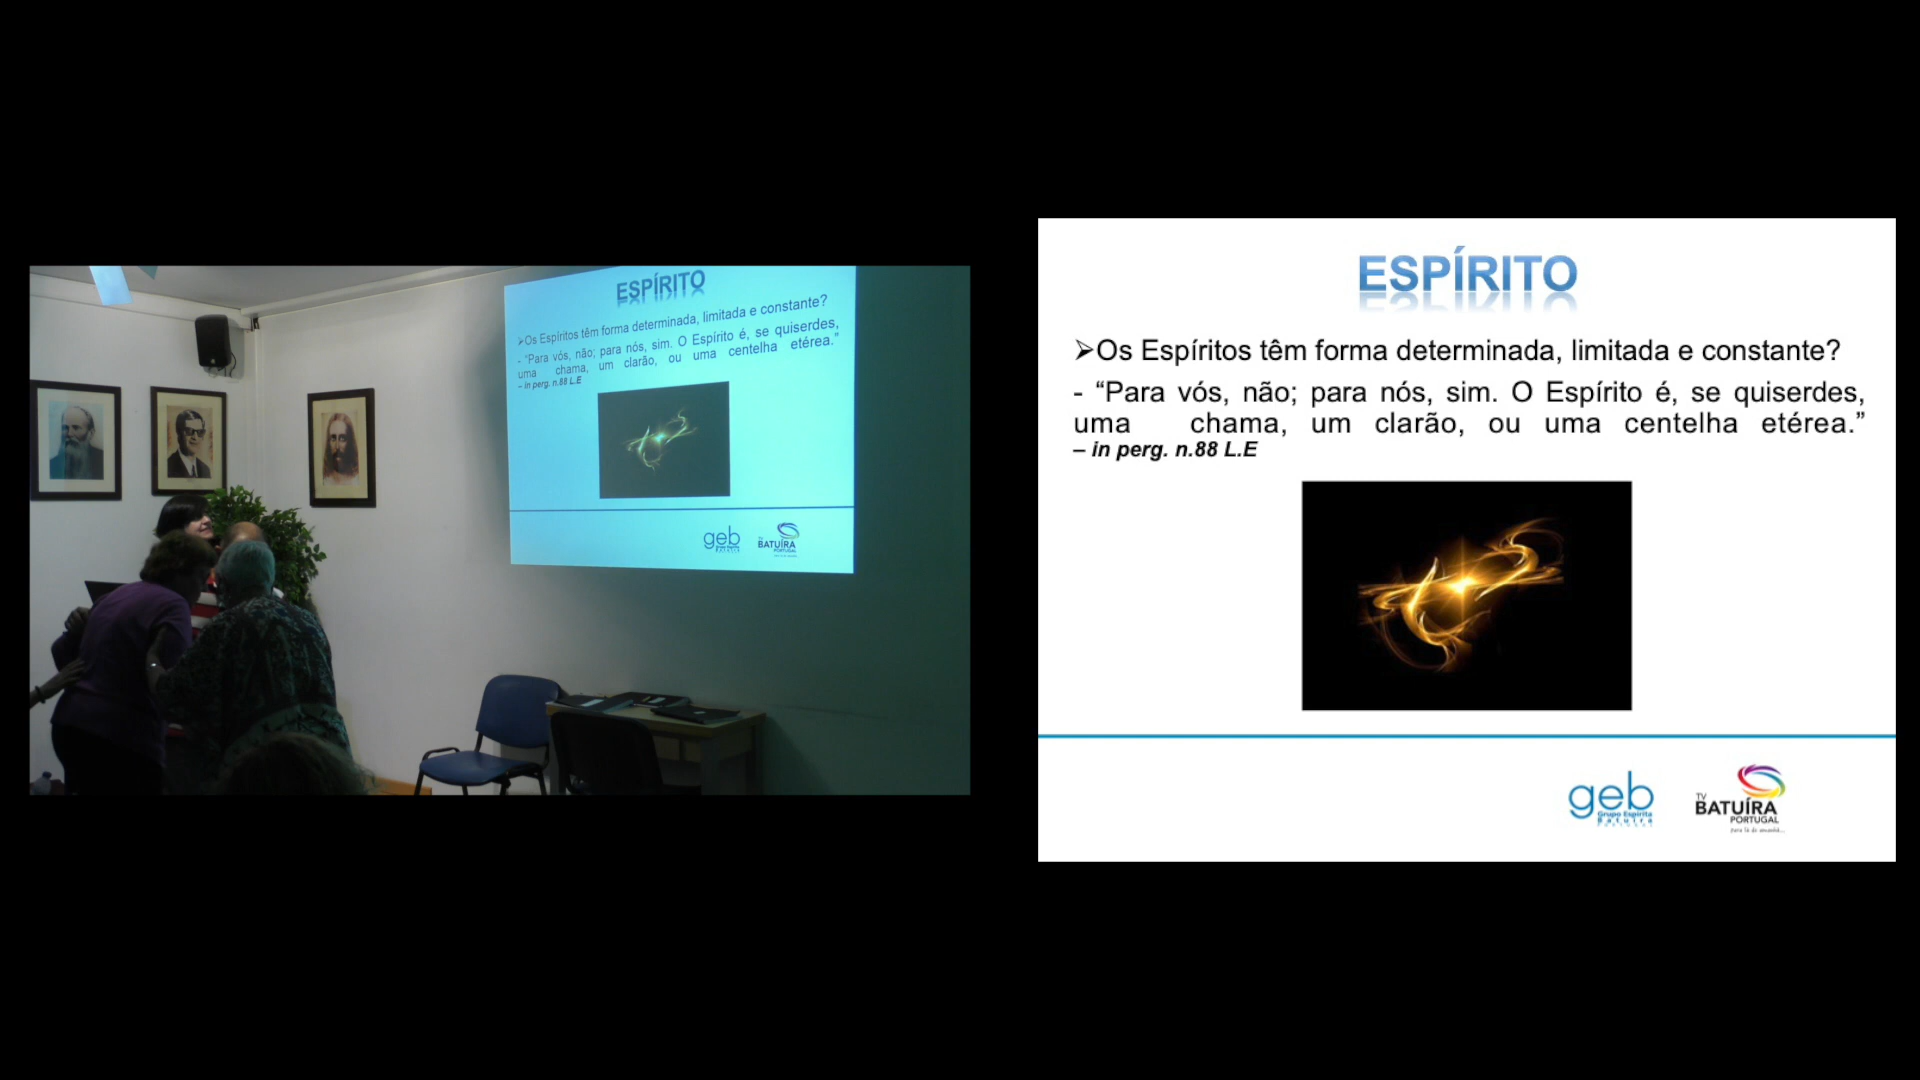 ESPÍRITO
➢Os Espíritos têm forma determinada, limitada e constante?
- “Para vós, não; para nós, sim. O Espírito é, se quiserdes,
uma chama, um clarão, ou uma centelha etérea.”
– in perg. n.88 L.E
geb
BATUÍRA
PORTUGAL
ESPÍRITO
➢Os Espíritos têm forma determinada, limitada e constante?
- “Para vós, não; para nós, sim. O Espírito é, se quiserdes,
uma chama, um clarão, ou uma centelha etérea.”
– in perg. n.88 L.E
geb
Grupo Espírita
Batuíra
TV
BATUÍRA
PORTUGAL